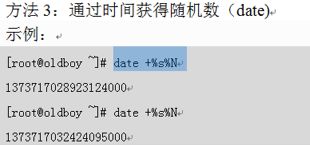 方法 3：通过时间获得随机数（date)
示例：
[root@oldboy ~]# date +%s%N
1373717028923124000
[root@oldboy ~]# date +%s%N
1373717032424095000